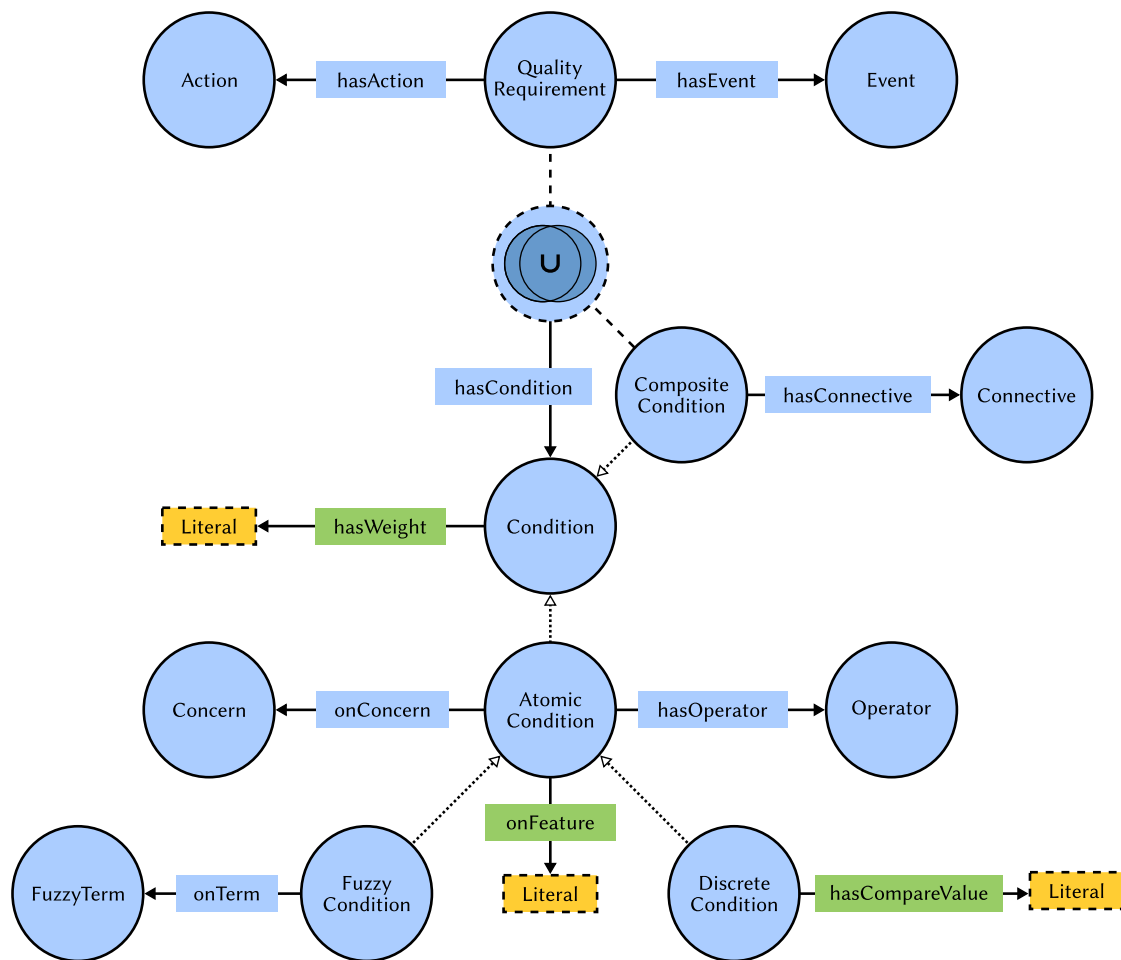 Action
hasAction
Quality
Requirement
hasEvent
Event
∪
hasCondition
Composite
Condition
hasConnective
Connective
Literal
hasWeight
Condition
Concern
onConcern
Atomic
Condition
hasOperator
Operator
onFeature
FuzzyTerm
onTerm
Fuzzy
Condition
Literal
Discrete
Condition
hasCompareValue
Literal